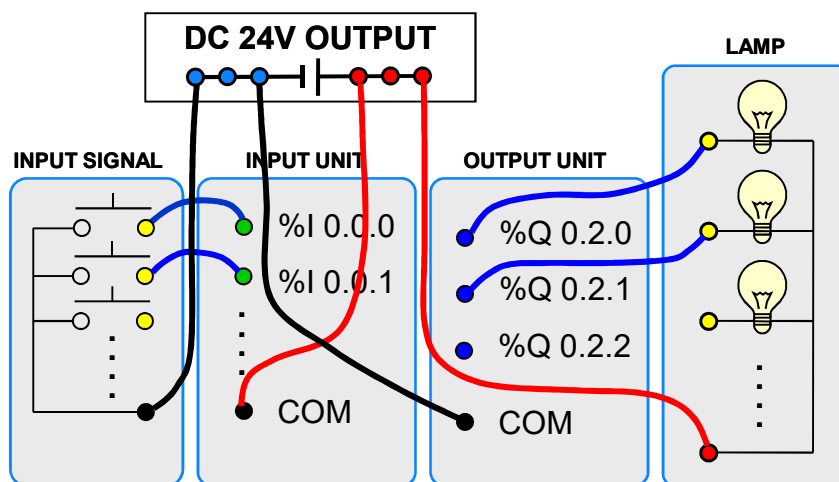 DC 24V OUTPUT
LAMP
INPUT SIGNAL
INPUT UNIT
OUTPUT UNIT
%I 0.0.0
%I 0.0.1
COM
%Q 0.2.0
%Q 0.2.1
%Q 0.2.2
COM